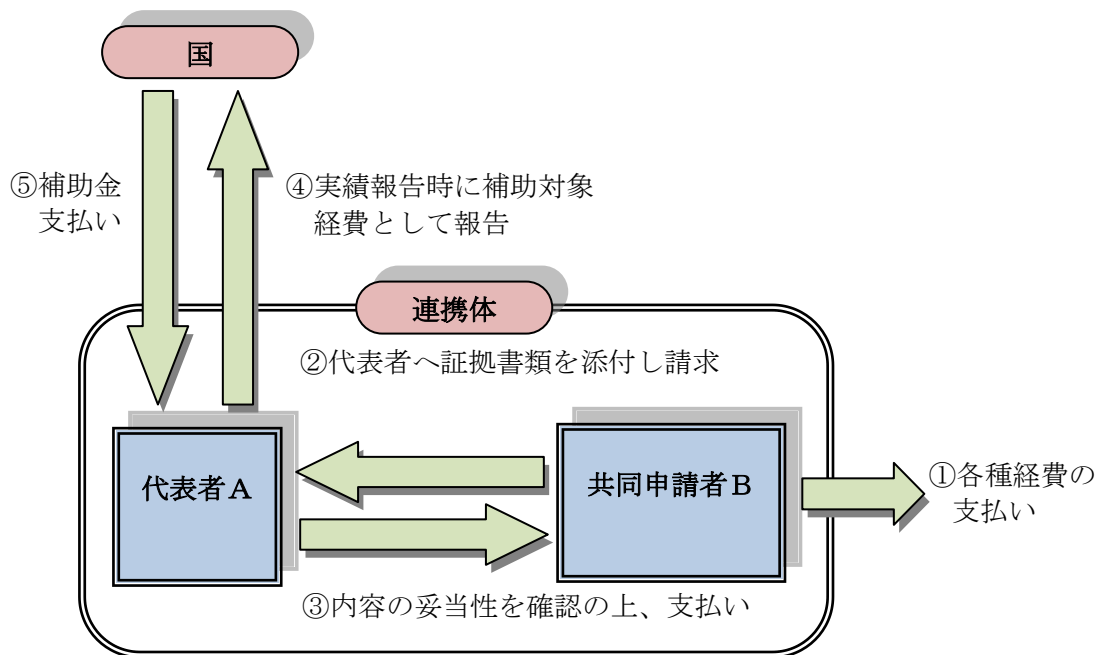 国
⑤補助金
支払い
④実績報告時に補助対象
経費として報告
連携体
②代表者へ証拠書類を添付し請求
代表者A
共同申請者B
①各種経費の
支払い
③内容の妥当性を確認の上、支払い